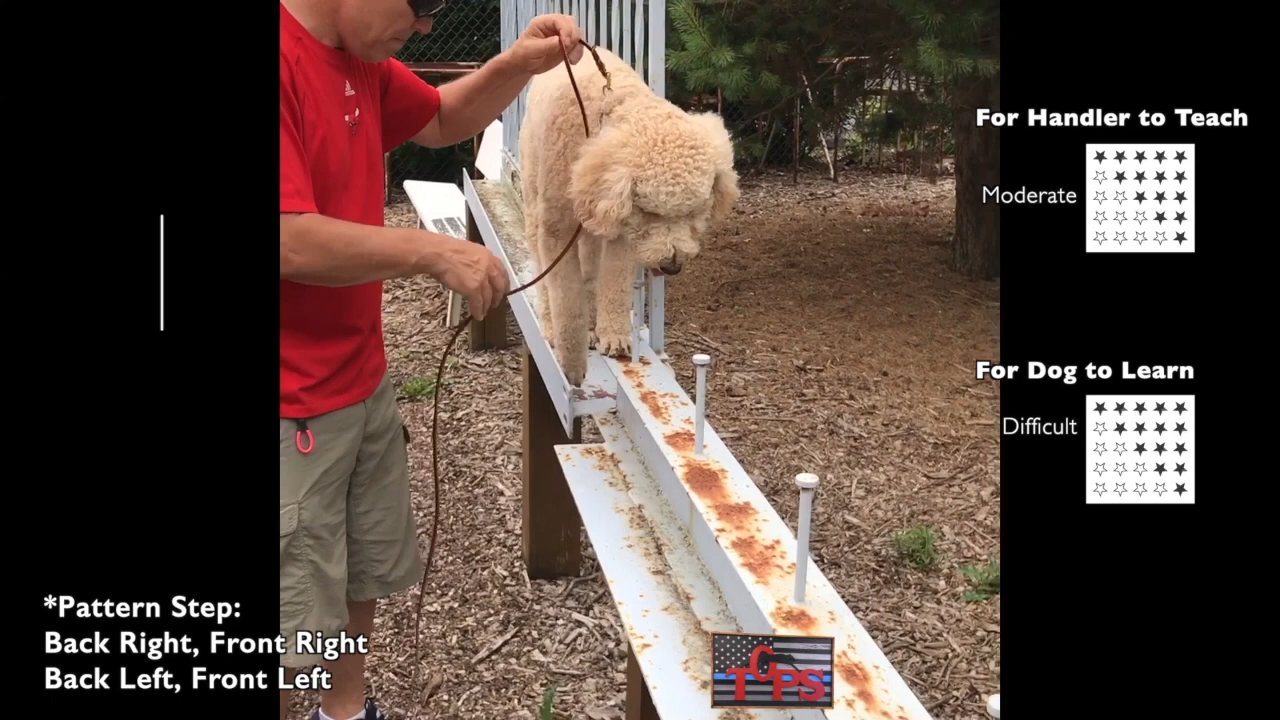 For Handler to Teach
Moderate
For Dog to Learn
Difficult
*Pattern Step:
Back Right, Front Right
Back Left, Front Left
TOPS